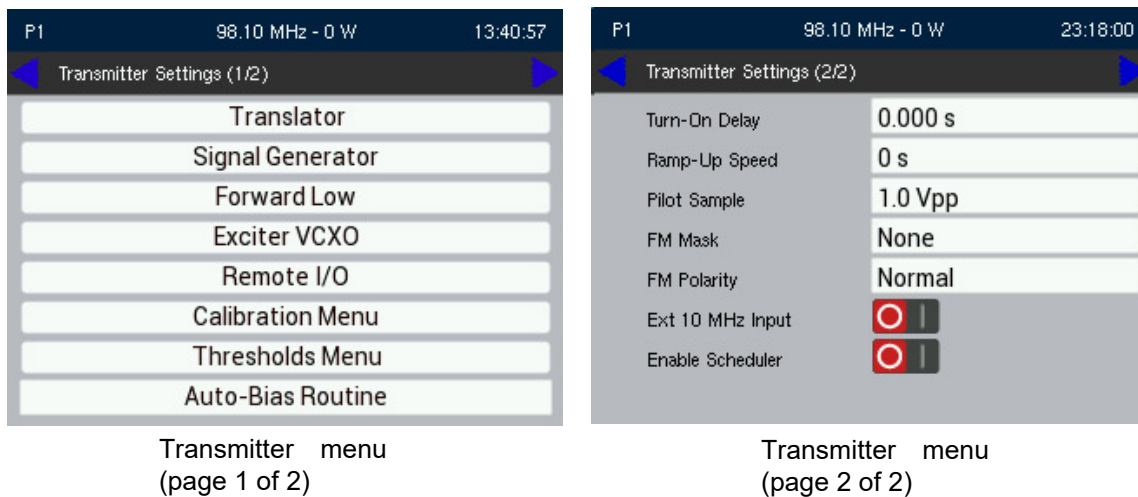 P1 98.10 MHz - 0 W 13:40:57
Transmitter Settings (1/2)
Translator
Signal Generator
Forward Low
Exciter VCXO
Remote I/O
Calibration Menu
Thresholds Menu
Auto-Bias Routine
Transmitter menu
(page 1 of 2)
P1 98.10 MHz - 0 W 23:18:00
Transmitter Settings (2/2)
Turn-On Delay 0.000 s
Ramp-Up Speed 0 s
Pilot Sample 1.0 Vpp
FM Mask None
FM Polarity Normal
Ext 10 MHz Input
Enable Scheduler
Transmitter menu
(page 2 of 2)